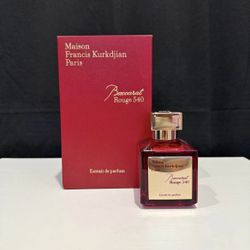 Maison
Francis Kurkdjian
Paris
Baccarat
Rouge 540
Extrait de parfum
Maison
Francis Kurkdjian
Baccarat
Rouge 540
Extrait de parfum